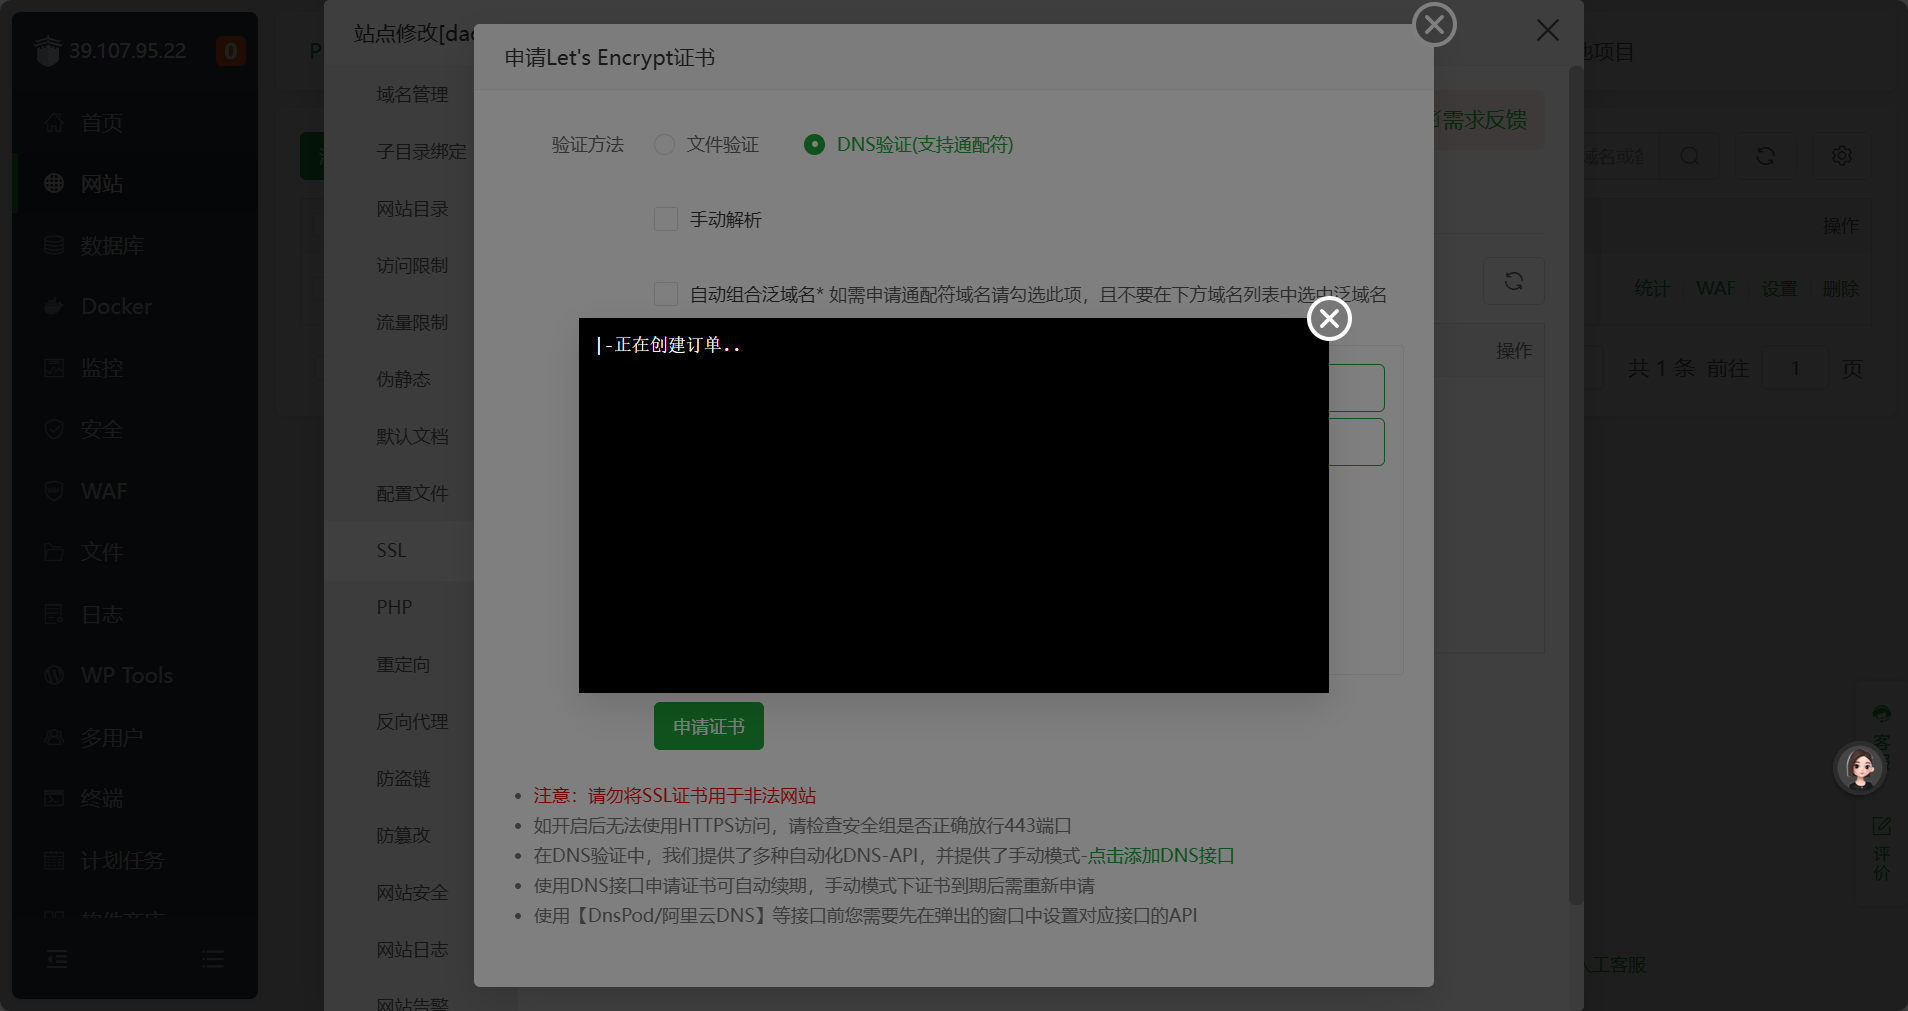 39.107.95.22
0
首页
网站
数据库
Docker
监控
安全
WAF
文件
日志
WP Tools
多用户
终端
计划任务
软件商店
站点修改[dac
域名管理
子目录绑定
网站目录
访问限制
流量限制
伪静态
默认文档
配置文件
SSL
PHP
重定向
反向代理
防盗链
防篡改
网站安全
网站日志
网站告警
申请Let's Encrypt证书
验证方法
文件验证
DNS验证(支持通配符)
手动解析
自动组合泛域名* 如需申请通配符域名请勾选此项，且不要在下方域名列表中选中泛域名
|-正在创建订单..
申请证书
注意：请勿将SSL证书用于非法网站
如开启后无法使用HTTPS访问，请检查安全组是否正确放行443端口
在DNS验证中，我们提供了多种自动化DNS-API，并提供了手动模式-点击添加DNS接口
使用DNS接口申请证书可自动续期，手动模式下证书到期后需重新申请
使用【DnsPod/阿里云DNS】等接口前您需要先在弹出的窗口中设置对应接口的API
需求反馈
操作
他项目
域名或
操作
统计
WAF
设置
删除
共 1 条
前往
1
页
客
评价
人工客服